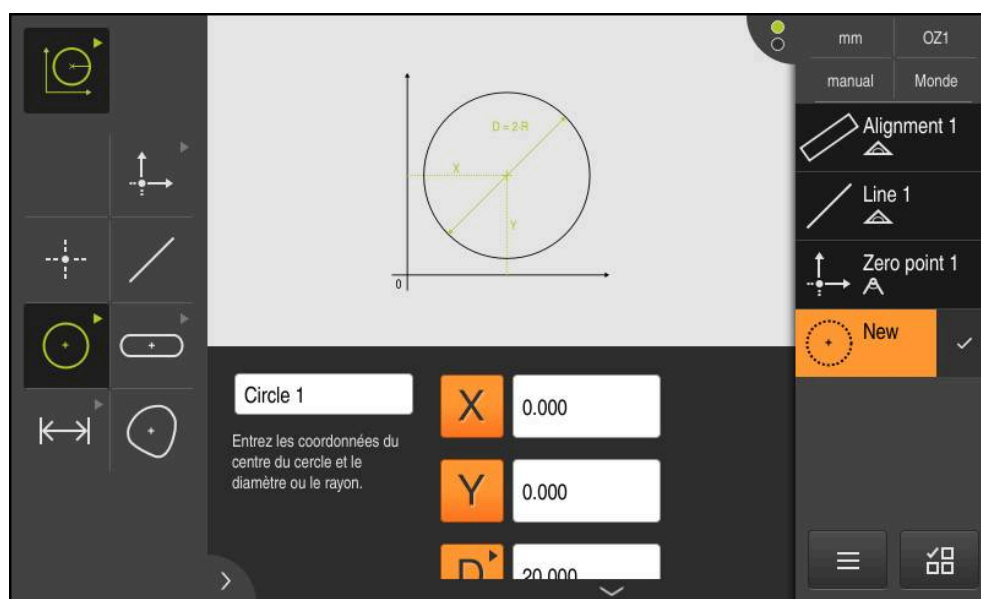 mm
OZ1
manual
Monde
D = 2·R
X
Y
0
Alignment 1
Line 1
Zero point 1
New
Circle 1
Entrez les coordonnées du
centre du cercle et le
diamètre ou le rayon.
X
0.000
Y
0.000
D
20.000